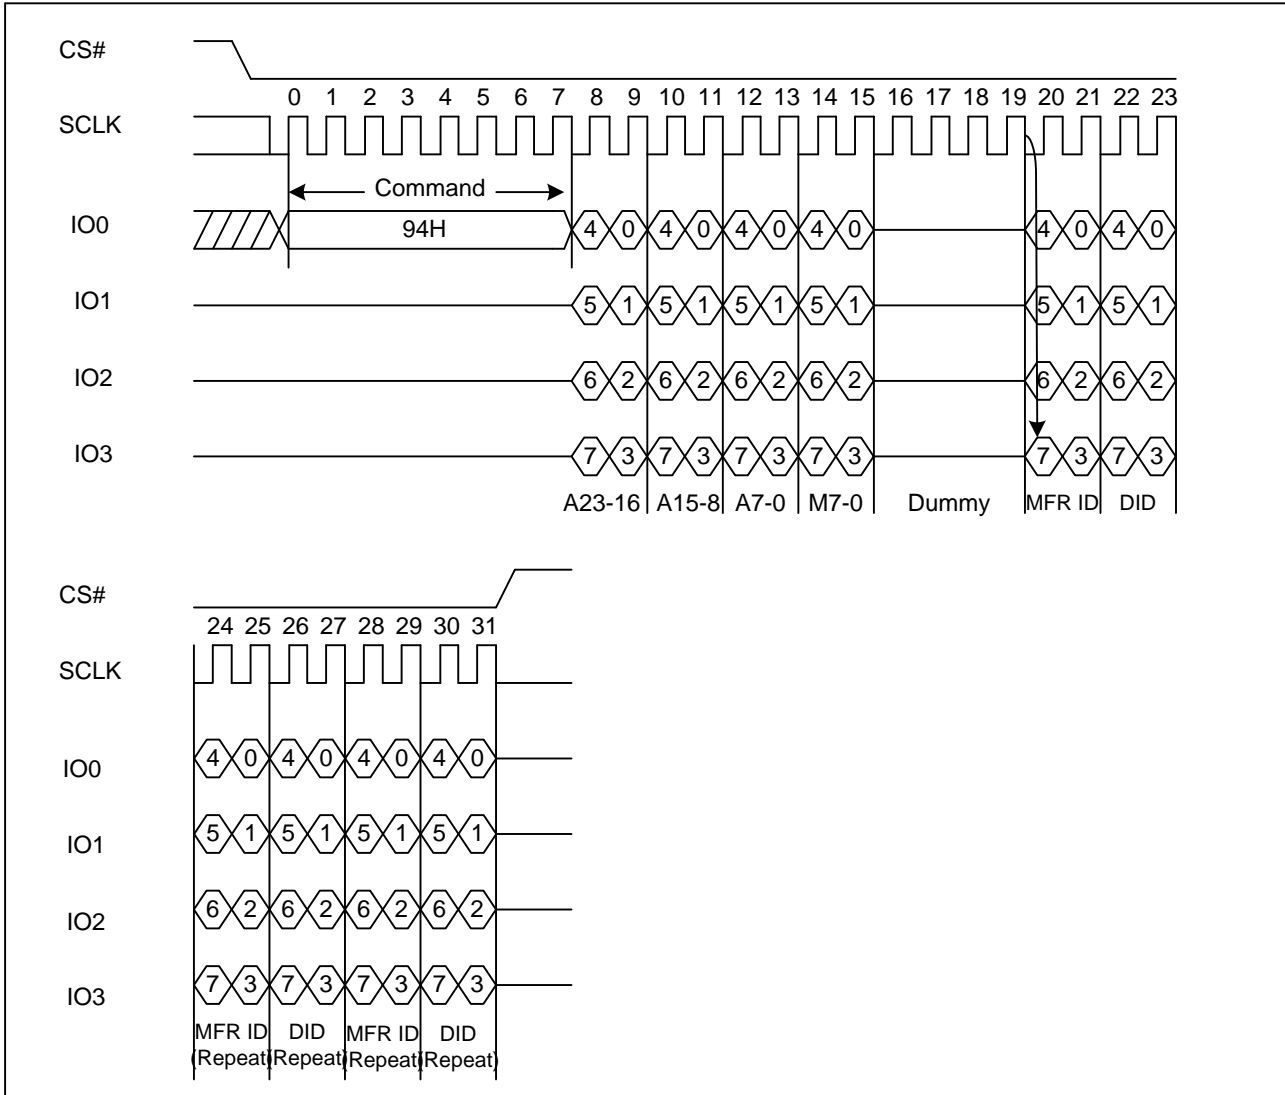 CS#
0 1 2 3 4 5 6 7 8 9 10 11 12 13 14 15 16 17 18 19 20 21 22 23
SCLK
Command
IO0 94H 4 0 4 0 4 0 4 0 4 0 4 0
IO1 5 1 5 1 5 1 5 1 5 1 5 1
IO2 6 2 6 2 6 2 6 2 6 2 6 2
IO3 7 3 7 3 7 3 7 3 7 3 7 3
A23-16 A15-8 A7-0 M7-0 Dummy MFR ID DID
CS#
24 25 26 27 28 29 30 31
SCLK
IO0 4 0 4 0 4 0 4 0
IO1 5 1 5 1 5 1 5 1
IO2 6 2 6 2 6 2 6 2
IO3 7 3 7 3 7 3 7 3
MFR ID DID MFR ID DID
(Repeat) (Repeat) (Repeat) (Repeat)